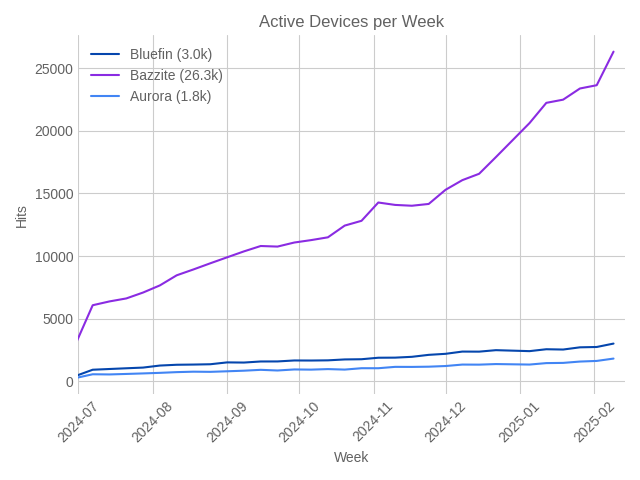 Active Devices per Week
Bluefin (3.0k)
Bazzite (26.3k)
Aurora (1.8k)
25000
20000
15000
10000
5000
0
Hits
2024-07
2024-08
2024-09
2024-10
2024-11
2024-12
2025-01
2025-02
Week